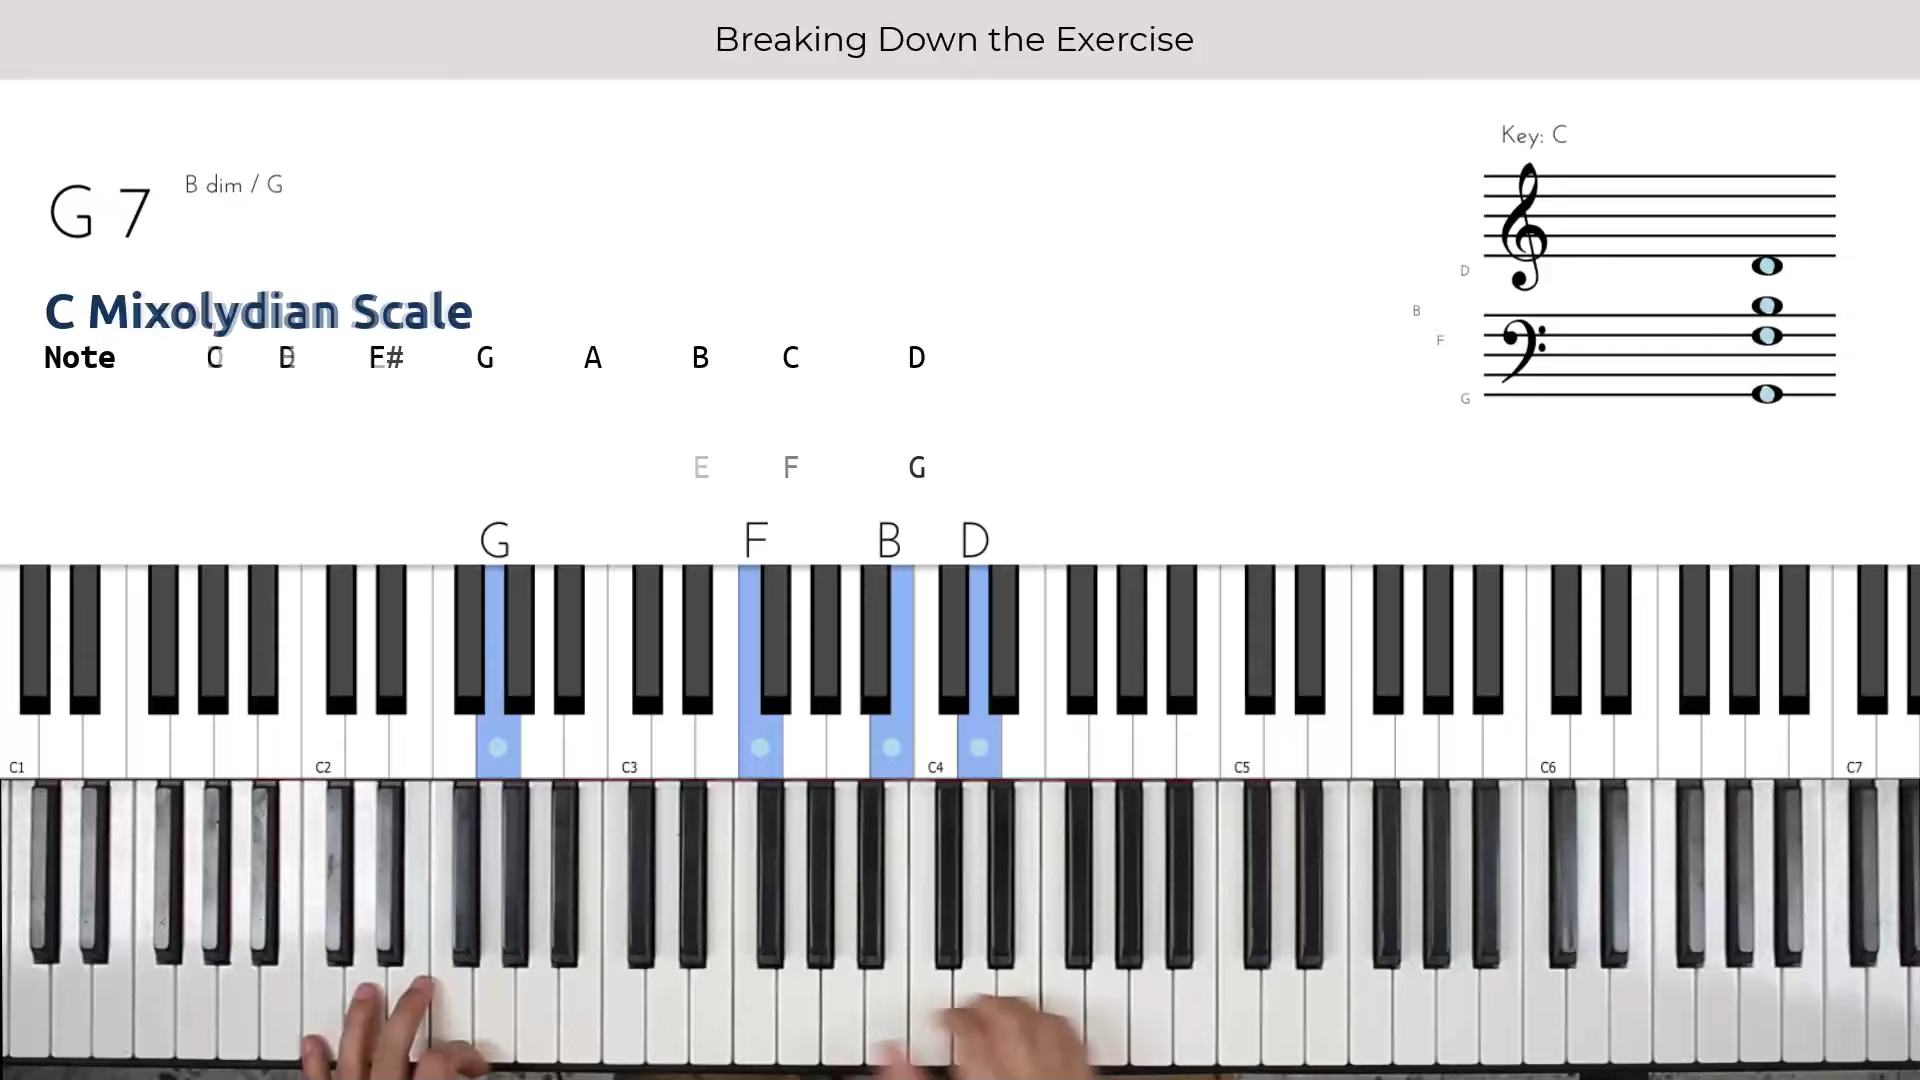 Breaking Down the Exercise
Key: C
G 7
B dim / G
D
B
F
G
C Mixolydian Scale
Note G A B C D
E F G
G F B D
C1 C2 C3 C4 C5 C6 C7